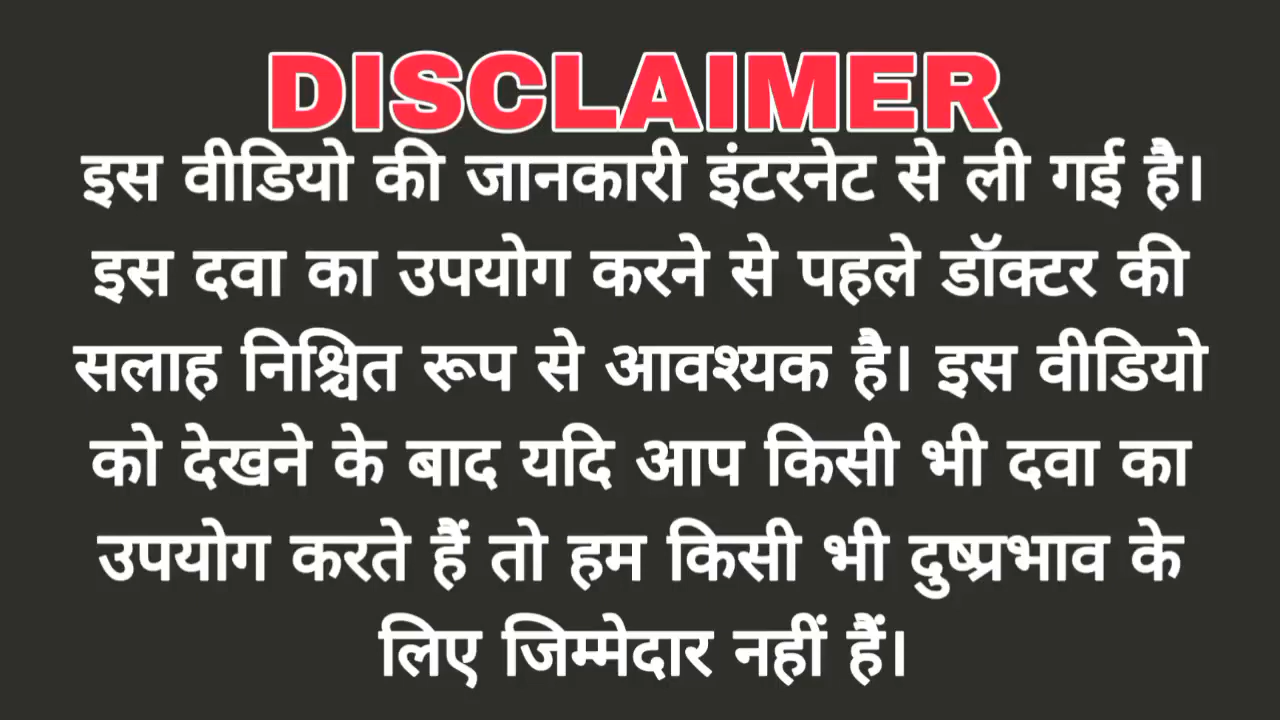 DISCLAIMER
इस वीडियो की जानकारी इंटरनेट से ली गई है।
इस दवा का उपयोग करने से पहले डॉक्टर की
सलाह निश्चित रूप से आवश्यक है। इस वीडियो
को देखने के बाद यदि आप किसी भी दवा का
उपयोग करते हैं तो हम किसी भी दुष्प्रभाव के
लिए जिम्मेदार नहीं हैं।